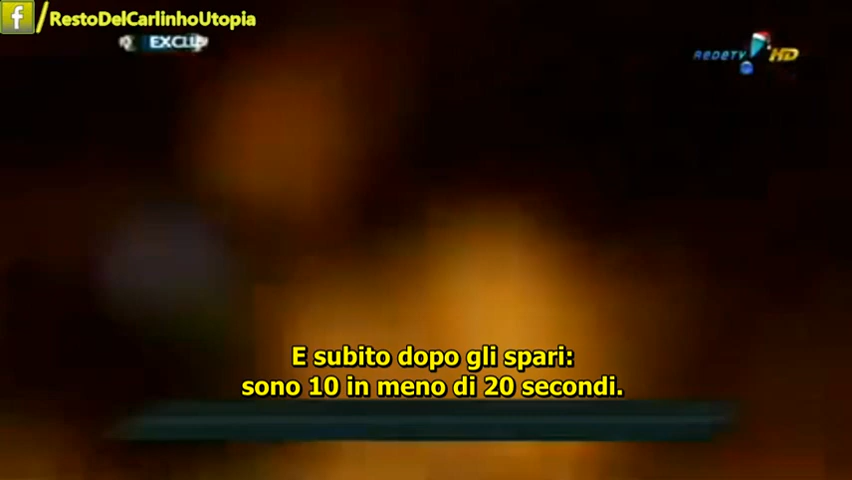 f/RestoDelCarlinhoUtopia
EXCLU
REDETV HD
E subito dopo gli spari:
sono 10 in meno di 20 secondi.